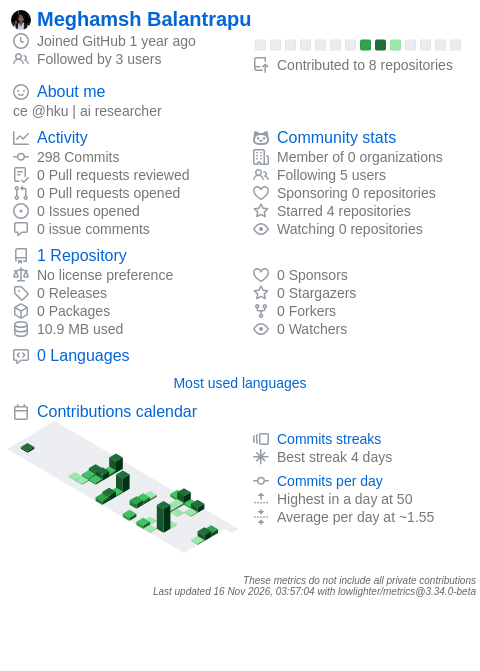 Meghamsh Balantrapu
Joined GitHub 1 year ago
Followed by 3 users
Contributed to 8 repositories
About me
ce @hku | ai researcher
Activity
298 Commits
0 Pull requests reviewed
0 Pull requests opened
0 Issues opened
0 issue comments
Community stats
Member of 0 organizations
Following 5 users
Sponsoring 0 repositories
Starred 4 repositories
Watching 0 repositories
1 Repository
No license preference
0 Releases
0 Packages
10.9 MB used
0 Sponsors
0 Stargazers
0 Forkers
0 Watchers
0 Languages
Most used languages
Contributions calendar
Commits streaks
Best streak 4 days
Commits per day
Highest in a day at 50
Average per day at ~1.55
These metrics do not include all private contributions
Last updated 16 Nov 2026, 03:57:04 with lowlighter/metrics@3.34.0-beta